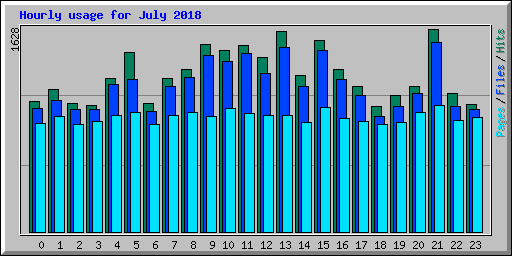 Hourly usage for July 2018
1628
Pages / Files / Hits
0 1 2 3 4 5 6 7 8 9 10 11 12 13 14 15 16 17 18 19 20 21 22 23